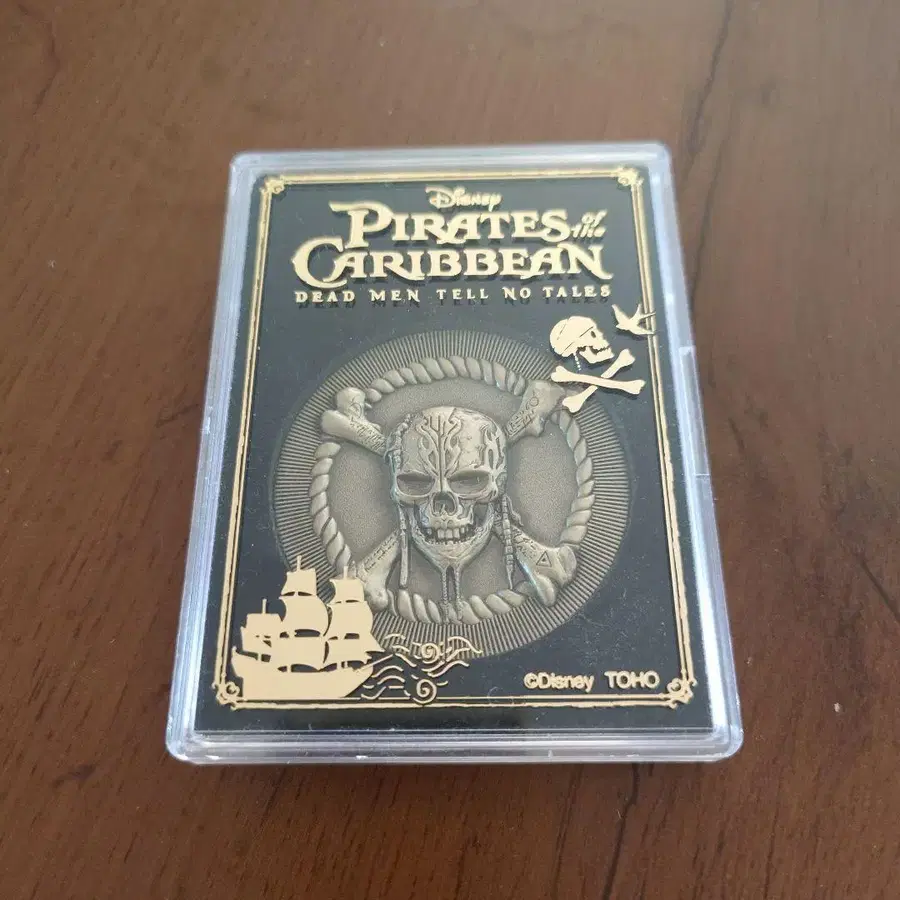 Disney
PIRATES of the
CARIBBEAN
DEAD MEN TELL NO TALES
©Disney TOHO